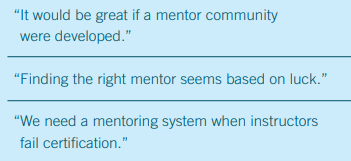 “It would be great if a mentor community
were developed.”
“Finding the right mentor seems based on luck.”
“We need a mentoring system when instructors
fail certification.”